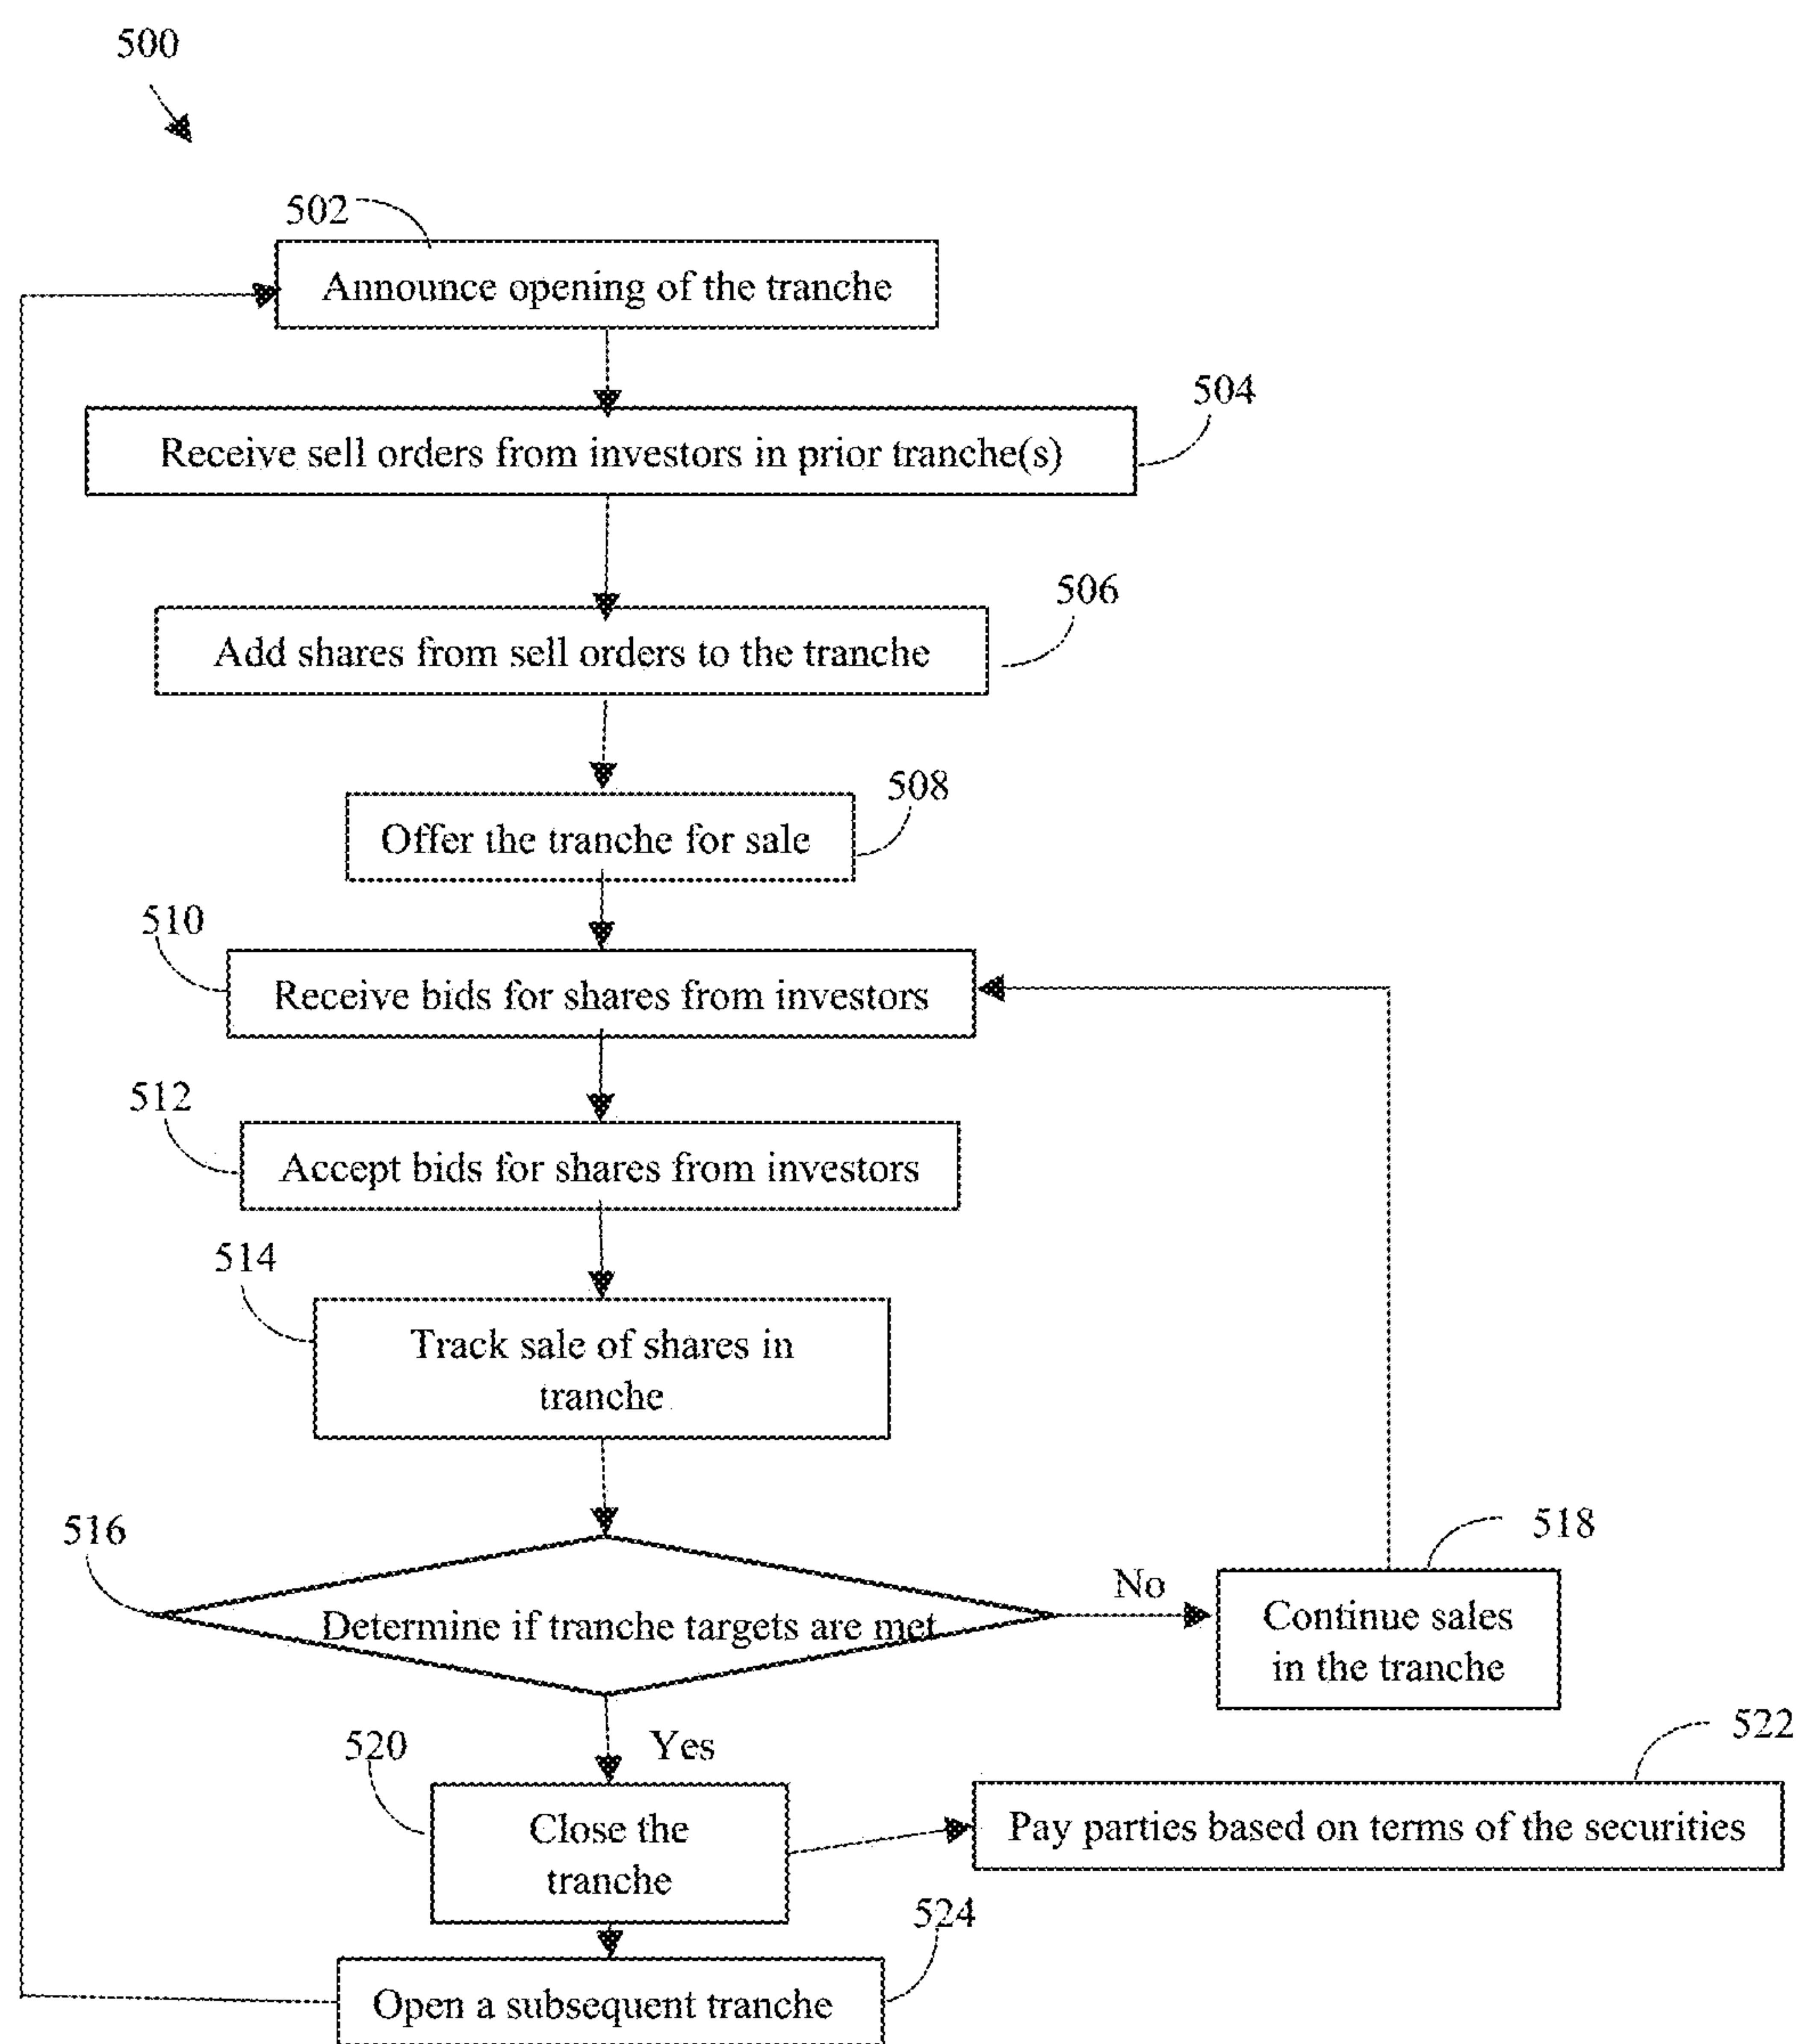 500
502
Announce opening of the tranche
504
Receive sell orders from investors in prior tranche(s)
506
Add shares from sell orders to the tranche
508
Offer the tranche for sale
510
Receive bids for shares from investors
512
Accept bids for shares from investors
514
Track sale of shares in
tranche
516
Determine if tranche targets are met
No
518
Continue sales
in the tranche
Yes
520
Close the
tranche
522
Pay parties based on terms of the securities
524
Open a subsequent tranche